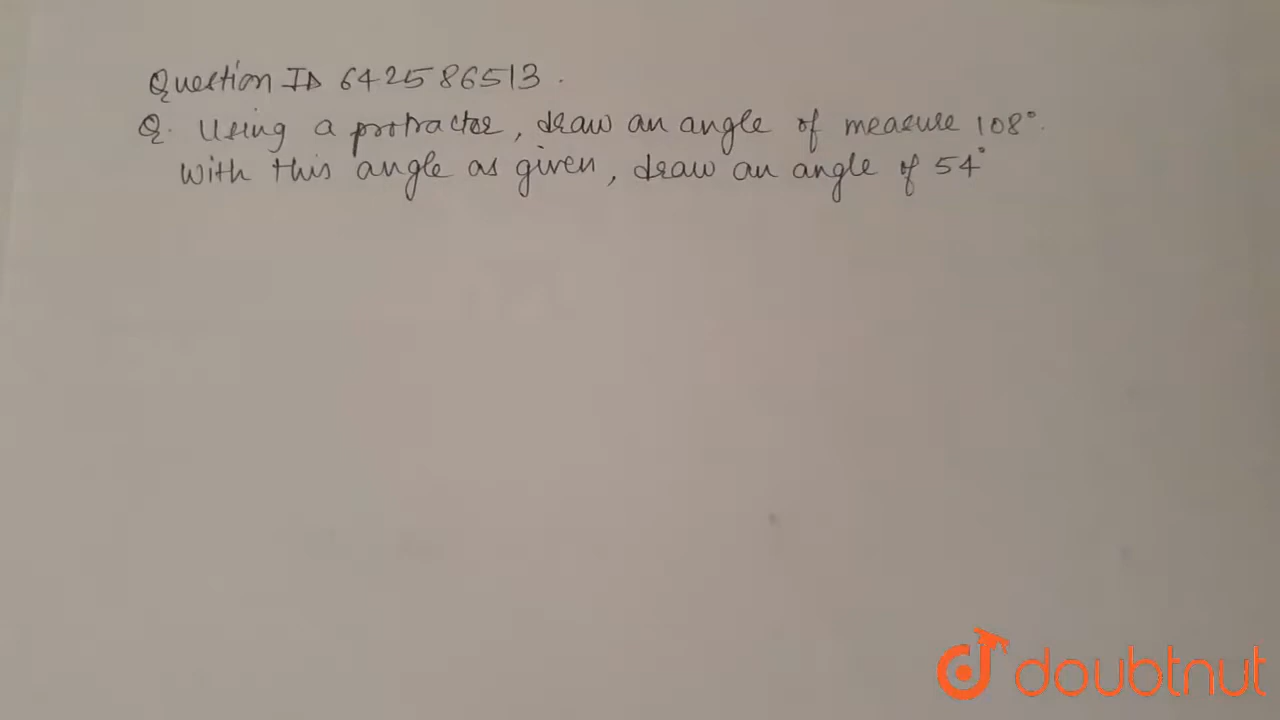 Question ID 642586513.
Q. Using a protractor, draw an angle of measure 108°.
With this angle as given, draw an angle of 54°
doubtnut